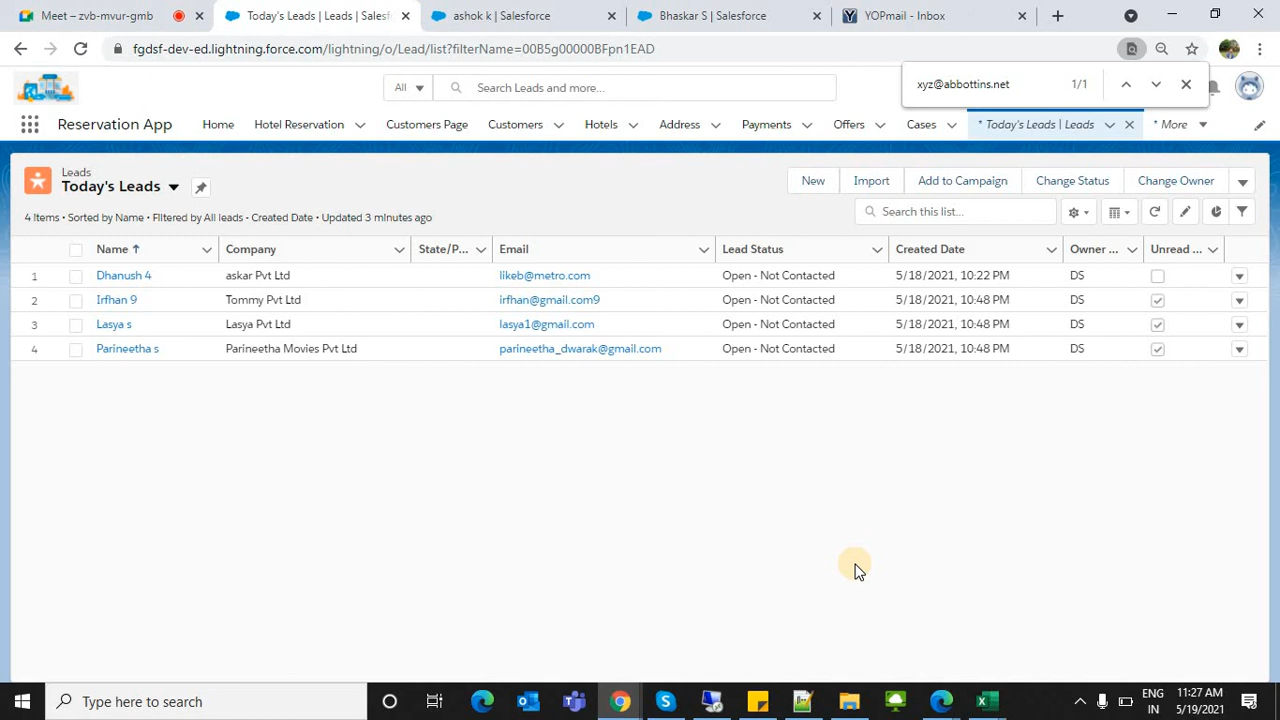 Meet – zvb-mvur-gmb
Today's Leads | Leads | Salesf
ashok k | Salesforce
Bhaskar S | Salesforce
YOPmail - Inbox
fgdsf-dev-ed.lightning.force.com/lightning/o/Lead/list?filterName=00B5g00000BFpn1EAD
xyz@abbottins.net 1/1
All
Search Leads and more...
Reservation App
Home
Hotel Reservation
Customers Page
Customers
Hotels
Address
Payments
Offers
Cases
* Today's Leads | Leads
* More
Leads
Today's Leads
New
Import
Add to Campaign
Change Status
Change Owner
4 Items • Sorted by Name • Filtered by All leads - Created Date • Updated 3 minutes ago
Search this list...
Name ↑ Company State/P... Email Lead Status Created Date Owner ... Unread ...
1 Dhanush 4 askar Pvt Ltd likeb@metro.com Open - Not Contacted 5/18/2021, 10:22 PM DS
2 Irfhan 9 Tommy Pvt Ltd irfhan@gmail.com9 Open - Not Contacted 5/18/2021, 10:48 PM DS
3 Lasya s Lasya Pvt Ltd lasya1@gmail.com Open - Not Contacted 5/18/2021, 10:48 PM DS
4 Parineetha s Parineetha Movies Pvt Ltd parineetha_dwarak@gmail.com Open - Not Contacted 5/18/2021, 10:48 PM DS
Type here to search
ENG
IN
11:27 AM
5/19/2021